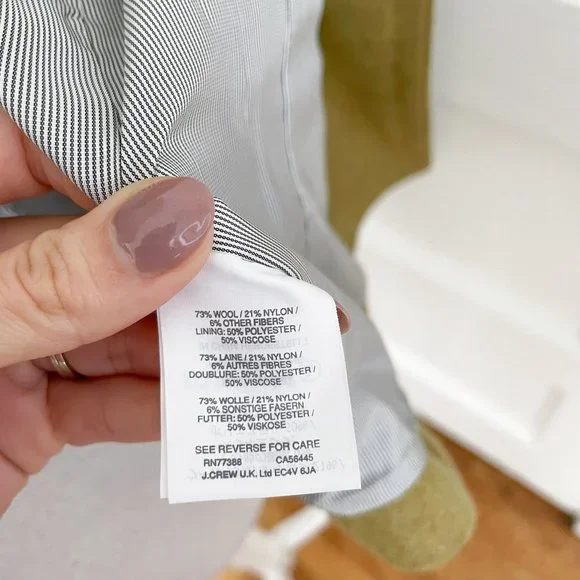 73% WOOL / 21% NYLON /
6% OTHER FIBERS
LINING: 50% POLYESTER /
50% VISCOSE
73% LAINE / 21% NYLON /
6% AUTRES FIBRES
DOUBLURE: 50% POLYESTER /
50% VISCOSE
73% WOLLE / 21% NYLON /
6% SONSTIGE FASERN
FUTTER: 50% POLYESTER /
50% VISKOSE
SEE REVERSE FOR CARE
RN77388 CA56445
J.CREW U.K. Ltd EC4V 6JA